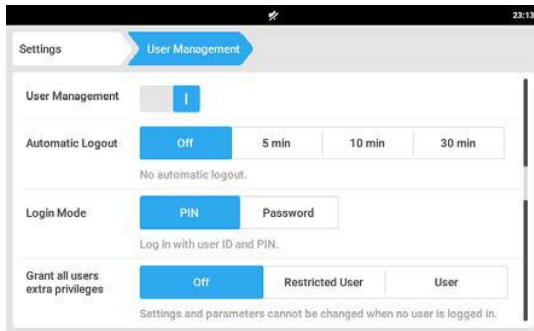 23:13
Settings
User Management
User Management
Automatic Logout
Off
5 min
10 min
30 min
No automatic logout.
Login Mode
PIN
Password
Log in with user ID and PIN.
Grant all users
extra privileges
Off
Restricted User
User
Settings and parameters cannot be changed when no user is logged in.